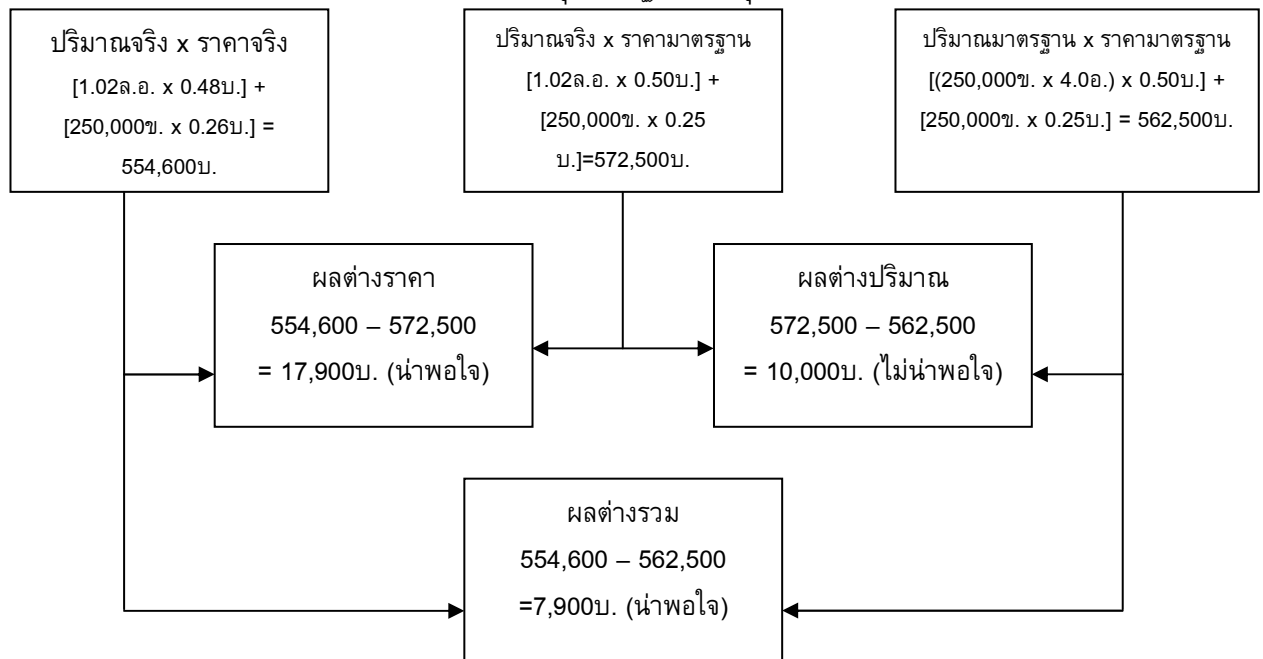 ปริมาณจริง x ราคาจริง
[1.02ล.อ. x 0.48บ.] +
[250,000ข. x 0.26บ.] =
554,600บ.
ปริมาณจริง x ราคามาตรฐาน
[1.02ล.อ. x 0.50บ.] +
[250,000ข. x 0.25
บ.]=572,500บ.
ปริมาณมาตรฐาน x ราคามาตรฐาน
[(250,000ข. x 4.0อ.) x 0.50บ.] +
[250,000ข. x 0.25บ.] = 562,500บ.
ผลต่างราคา
554,600 – 572,500
= 17,900บ. (น่าพอใจ)
ผลต่างปริมาณ
572,500 – 562,500
= 10,000บ. (ไม่น่าพอใจ)
ผลต่างรวม
554,600 – 562,500
=7,900บ. (น่าพอใจ)